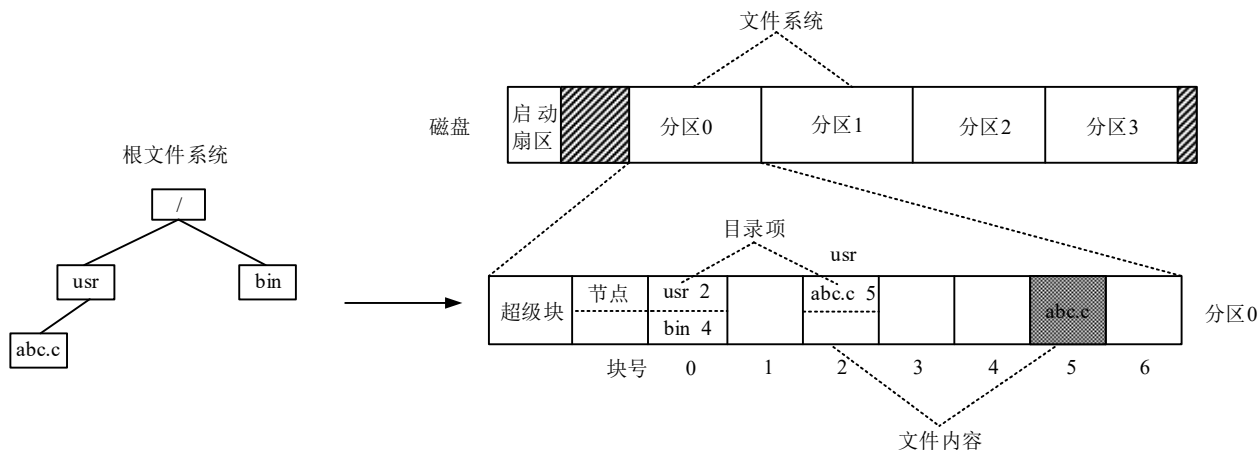 文件系统
磁盘
启动
扇区
分区0
分区1
分区2
分区3
根文件系统
/
usr
bin
abc.c
目录项
usr
超级块
节点
usr 2
bin 4
abc.c 5
abc.c
分区0
块号 0 1 2 3 4 5 6
文件内容